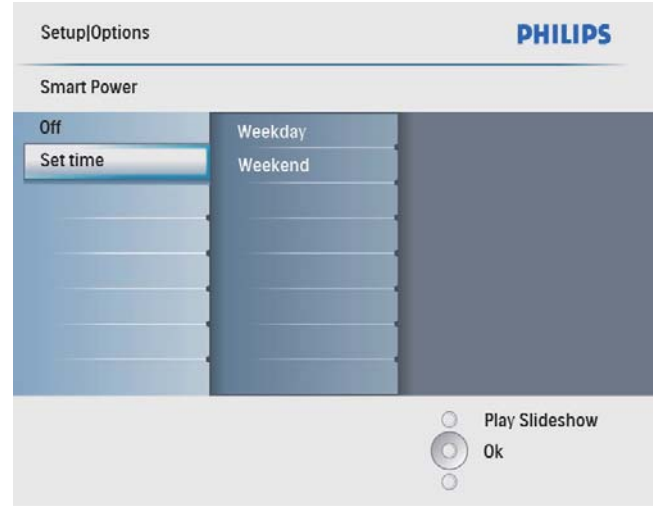 Setup|Options
PHILIPS
Smart Power
Off
Set time
Weekday
Weekend
Play Slideshow
Ok